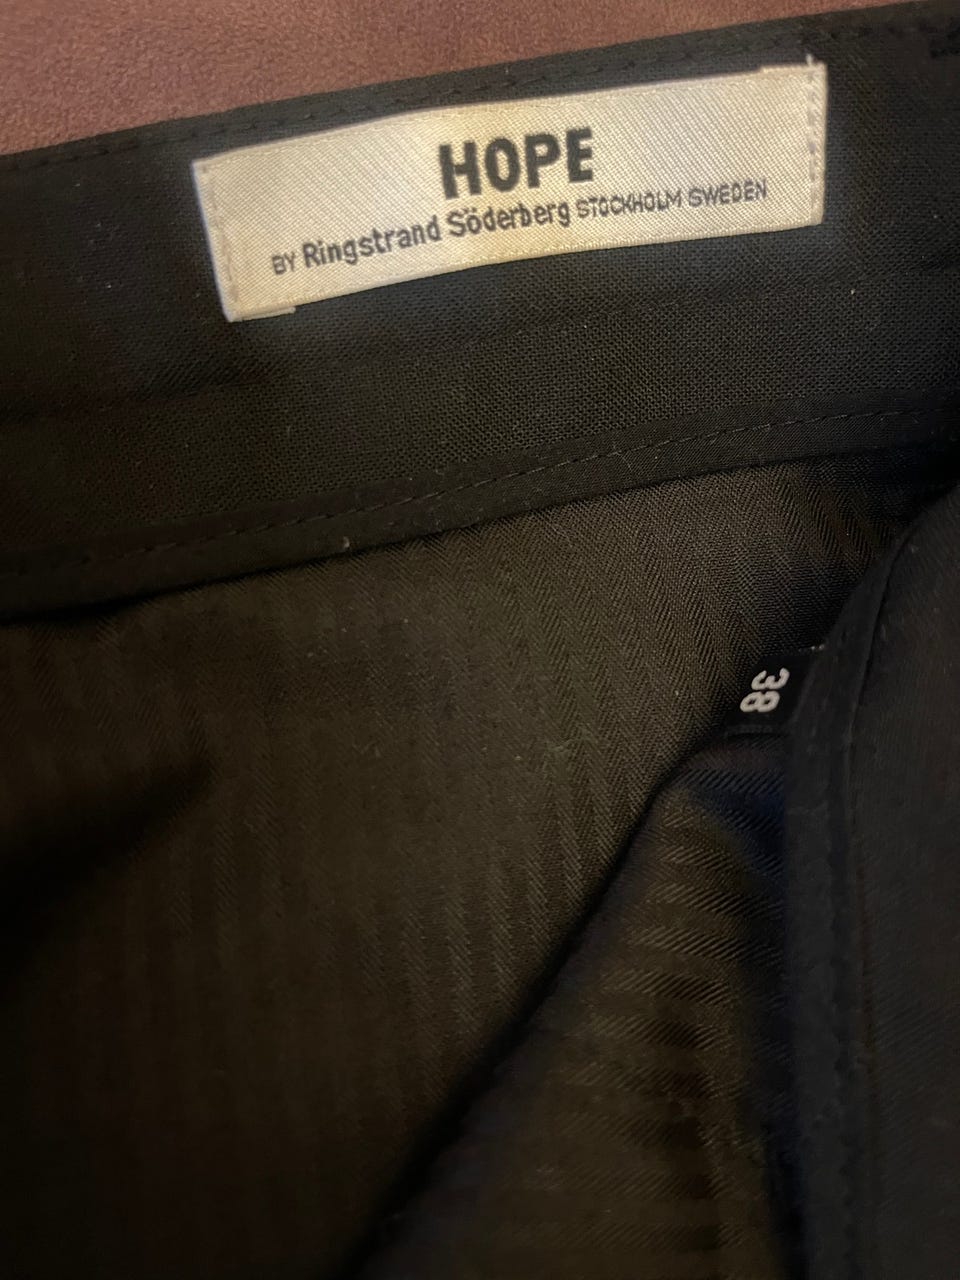 HOPE
BY Ringstrand Söderberg STOCKHOLM SWEDEN
38